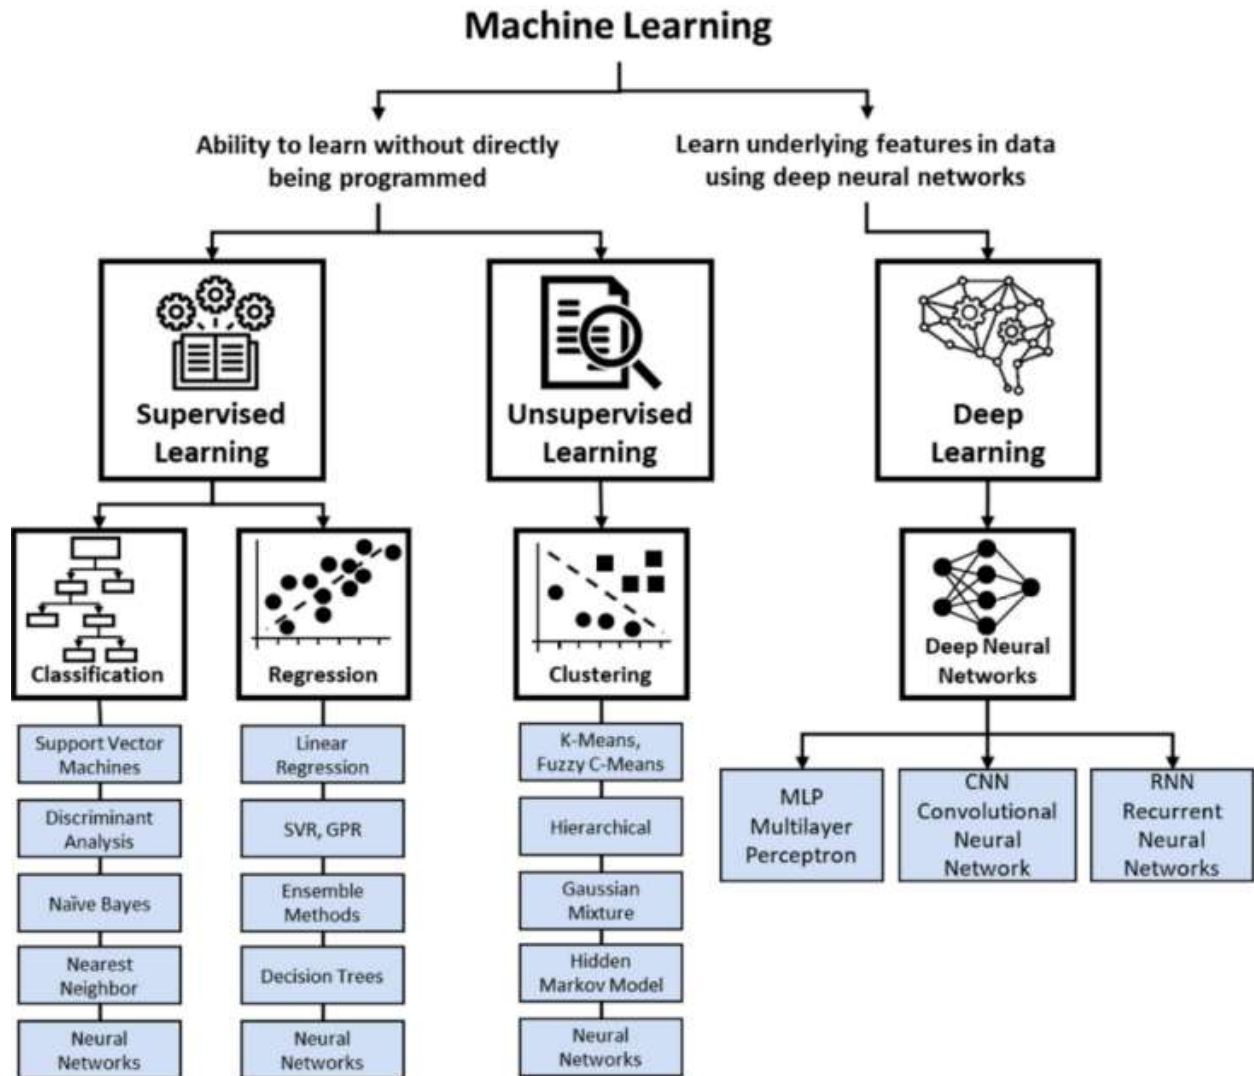 Machine Learning
Ability to learn without directly
being programmed
Learn underlying features in data
using deep neural networks
Supervised
Learning
Unsupervised
Learning
Deep
Learning
Classification
Regression
Clustering
Deep Neural
Networks
Support Vector
Machines
Discriminant
Analysis
Naïve Bayes
Nearest
Neighbor
Neural
Networks
Linear
Regression
SVR, GPR
Ensemble
Methods
Decision Trees
Neural
Networks
K-Means,
Fuzzy C-Means
Hierarchical
Gaussian
Mixture
Hidden
Markov Model
Neural
Networks
MLP
Multilayer
Perceptron
CNN
Convolutional
Neural
Network
RNN
Recurrent
Neural
Networks